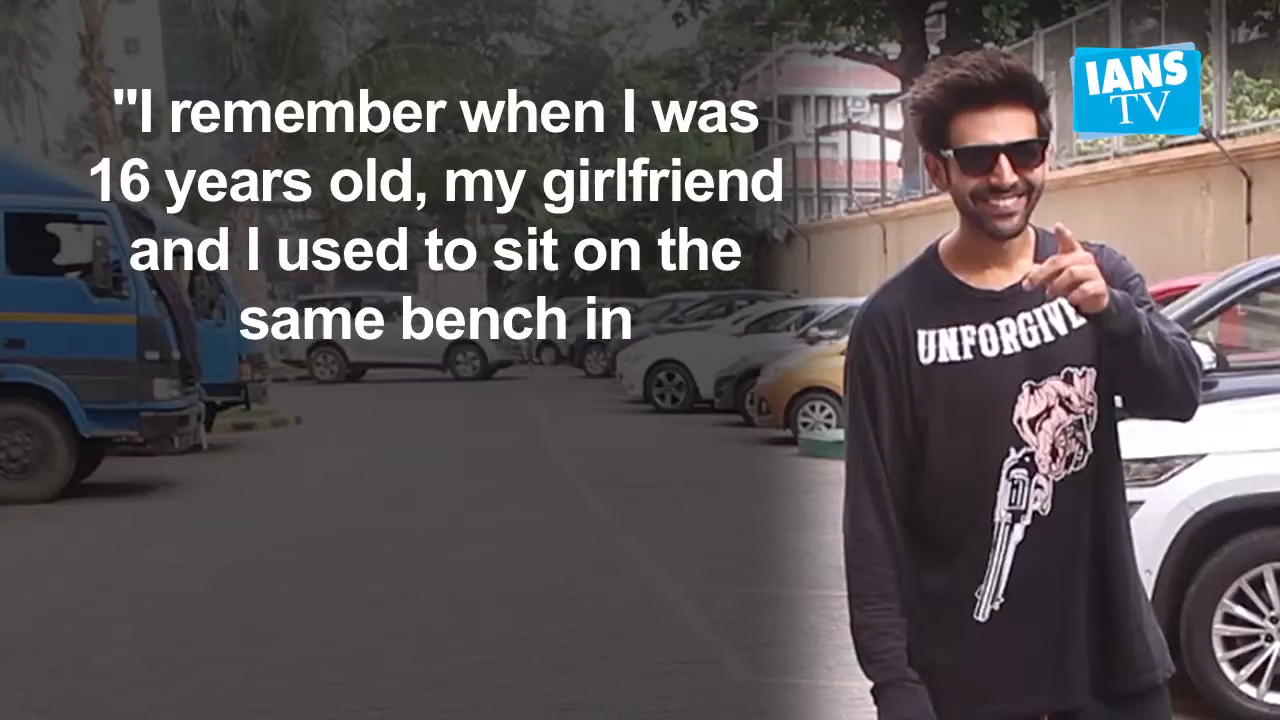 "I remember when I was
16 years old, my girlfriend
and I used to sit on the
same bench in
IANS
TV
UNFORGIVE